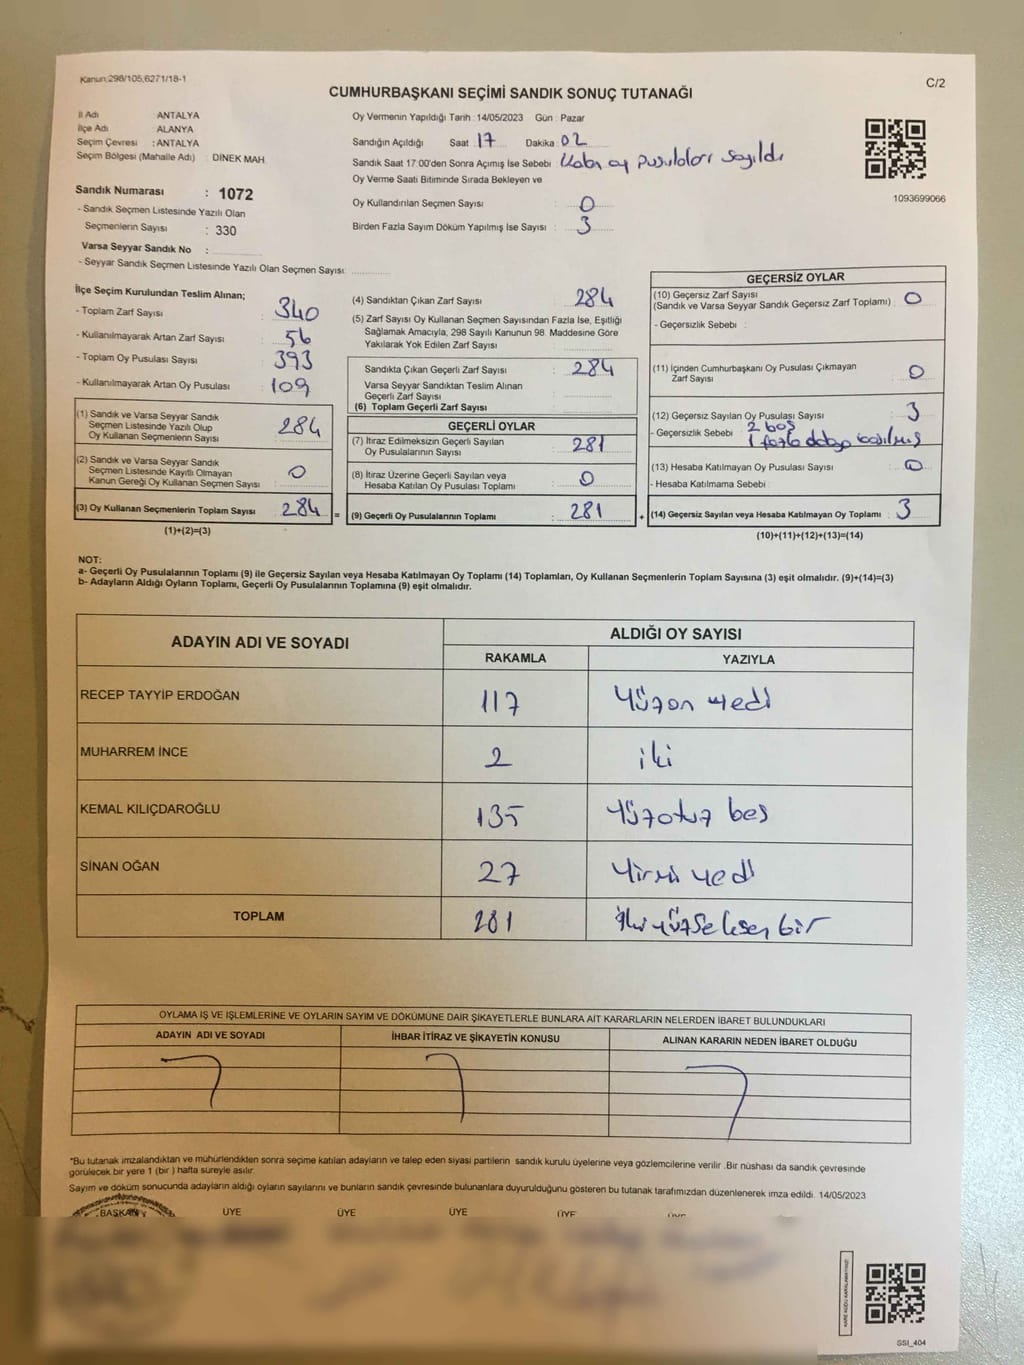 Kanun;298/105,6271/18-1
C/2
CUMHURBAŞKANI SEÇİMİ SANDIK SONUÇ TUTANAĞI
İl Adı ANTALYA
İlçe Adı ALANYA
Seçim Çevresi : ANTALYA
Seçim Bölgesi (Mahalle Adı) : DİNEK MAH.
Sandık Numarası : 1072
- Sandık Seçmen Listesinde Yazılı Olan
Seçmenlerin Sayısı : 330
Varsa Seyyar Sandık No :
- Seyyar Sandık Seçmen Listesinde Yazılı Olan Seçmen Sayısı:
Oy Vermenin Yapıldığı Tarih : 14/05/2023 Gün : Pazar
Sandığın Açıldığı Saat 17 Dakika 02
Sandık Saat 17:00'den Sonra Açımış İse Sebebi : Kaba oy pusulaları sayıldı
Oy Verme Saati Bitiminde Sırada Bekleyen ve
Oy Kullandırılan Seçmen Sayısı : 0
Birden Fazla Sayım Döküm Yapılmış İse Sayısı : 3
1093699066
İlçe Seçim Kurulundan Teslim Alınan;
- Toplam Zarf Sayısı : 340
- Kullanılmayarak Artan Zarf Sayısı : 56
- Toplam Oy Pusulası Sayısı : 393
- Kullanılmayarak Artan Oy Pusulası : 109
(1) Sandık ve Varsa Seyyar Sandık
Seçmen Listesinde Yazılı Olup
Oy Kullanan Seçmenlerin Sayısı : 284
(2) Sandık ve Varsa Seyyar Sandık
Seçmen Listesinde Kayıtlı Olmayan
Kanun Gereği Oy Kullanan Seçmen Sayısı : 0
(3) Oy Kullanan Seçmenlerin Toplam Sayısı : 284 =
(1)+(2)=(3)
(4) Sandıktan Çıkan Zarf Sayısı : 284
(5) Zarf Sayısı Oy Kullanan Seçmen Sayısından Fazla İse, Eşitliği
Sağlamak Amacıyla, 298 Sayılı Kanunun 98. Maddesine Göre
Yakılarak Yok Edilen Zarf Sayısı :
Sandıkta Çıkan Geçerli Zarf Sayısı : 284
Varsa Seyyar Sandıktan Teslim Alınan
Geçerli Zarf Sayısı :
(6) Toplam Geçerli Zarf Sayısı :
GEÇERLİ OYLAR
(7) İtiraz Edilmeksizin Geçerli Sayılan
Oy Pusulalarının Sayısı : 281
(8) İtiraz Üzerine Geçerli Sayılan veya
Hesaba Katılan Oy Pusulası Toplamı : 0
(9) Geçerli Oy Pusulalarının Toplamı : 281 +
GEÇERSİZ OYLAR
(10) Geçersiz Zarf Sayısı : 0
(Sandık ve Varsa Seyyar Sandık Geçersiz Zarf Toplamı)
- Geçersizlik Sebebi :
(11) İçinden Cumhurbaşkanı Oy Pusulası Çıkmayan
Zarf Sayısı : 0
(12) Geçersiz Sayılan Oy Pusulası Sayısı : 3
- Geçersizlik Sebebi : 2 boş
1 fazla damga basılmış
(13) Hesaba Katılmayan Oy Pusulası Sayısı : 0
- Hesaba Katılmama Sebebi :
(14) Geçersiz Sayılan veya Hesaba Katılmayan Oy Toplamı : 3
(10)+(11)+(12)+(13)=(14)
NOT:
a- Geçerli Oy Pusulalarının Toplamı (9) ile Geçersiz Sayılan veya Hesaba Katılmayan Oy Toplamı (14) Toplamları, Oy Kullanan Seçmenlerin Toplam Sayısına (3) eşit olmalıdır. (9)+(14)=(3)
b- Adayların Aldığı Oyların Toplamı, Geçerli Oy Pusulalarının Toplamına (9) eşit olmalıdır.
ADAYIN ADI VE SOYADI
ALDIĞI OY SAYISI
RAKAMLA YAZIYLA
RECEP TAYYİP ERDOĞAN 117 Yüzon yedi
MUHARREM İNCE 2 iki
KEMAL KILIÇDAROĞLU 135 Yüzotuz beş
SİNAN OĞAN 27 Yirmi yedi
TOPLAM 281 İki yüzseksen bir
OYLAMA İŞ VE İŞLEMLERİNE VE OYLARIN SAYIM VE DÖKÜMÜNE DAİR ŞİKAYETLERLE BUNLARA AİT KARARLARIN NELERDEN İBARET BULUNDUKLARI
ADAYIN ADI VE SOYADI İHBAR İTİRAZ VE ŞİKAYETİN KONUSU ALINAN KARARIN NEDEN İBARET OLDUĞU
*Bu tutanak imzalandıktan ve mühürlendikten sonra seçime katılan adayların ve talep eden siyasi partilerin sandık kurulu üyelerine veya gözlemcilerine verilir .Bir nüshası da sandık çevresinde
görülecek bir yere 1 (bir ) hafta süreyle asılır.
Sayım ve döküm sonucunda adayların aldığı oyların sayılarını ve bunların sandık çevresinde bulunanlara duyurulduğunu gösteren bu tutanak tarafımızdan düzenlenerek imza edildi. 14/05/2023
BAŞKAN ÜYE ÜYE ÜYE ÜYE ÜYE
SSI_404